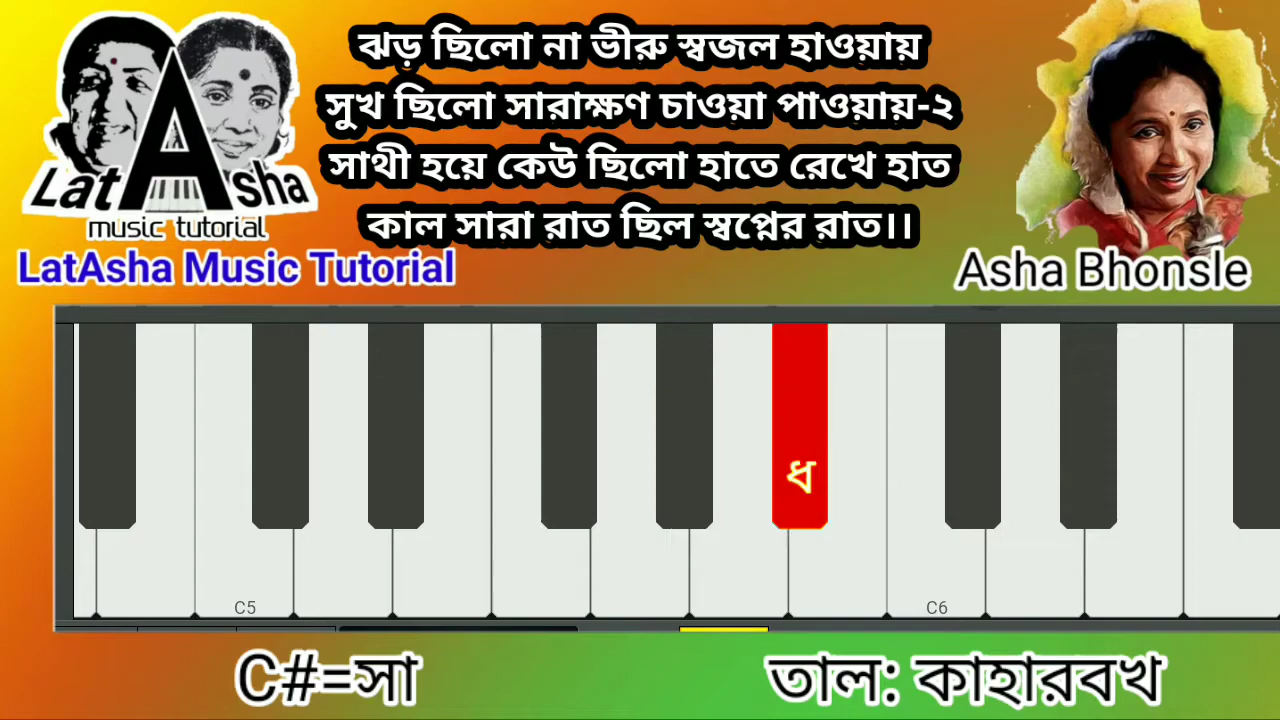 ঝড় ছিলো না ভীরু স্বজল হাওয়ায়
সুখ ছিলো সারাক্ষণ চাওয়া পাওয়ায়-২
সাথী হয়ে কেউ ছিলো হাতে রেখে হাত
কাল সারা রাত ছিল স্বপ্নের রাত।।
LatAsha
music tutorial
LatAsha Music Tutorial
Asha Bhonsle
ধ
C5
C6
C#=সা
তাল: কাহারবখ